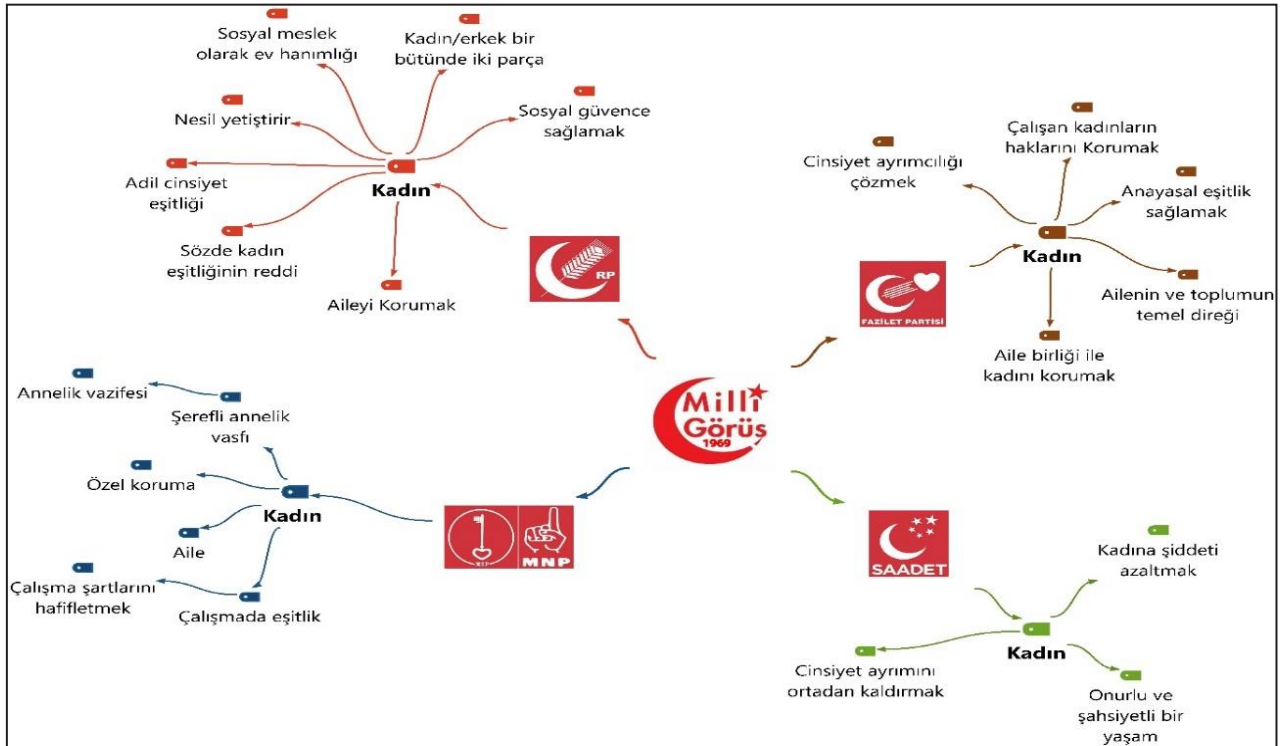 Sosyal meslek
olarak ev hanımlığı
Kadın/erkek bir
bütünde iki parça
Nesil yetiştirir
Sosyal güvence
sağlamak
Adil cinsiyet
eşitliği
Kadın
Sözde kadın
eşitliğinin reddi
Aileyi Korumak
RP
Çalışan kadınların
haklarını Korumak
Cinsiyet ayrımcılığı
çözmek
Anayasal eşitlik
sağlamak
Kadın
Ailenin ve toplumun
temel direği
Aile birliği ile
kadını korumak
FAZİLET PARTİSİ
Milli
Görüş
1969
Annelik vazifesi
Şerefli annelik
vasfı
Özel koruma
Kadın
Aile
Çalışma şartlarını
hafifletmek
Çalışmada eşitlik
MNP
SAADET
Kadına şiddeti
azaltmak
Kadın
Cinsiyet ayrımını
ortadan kaldırmak
Onurlu ve
şahsiyetli bir
yaşam